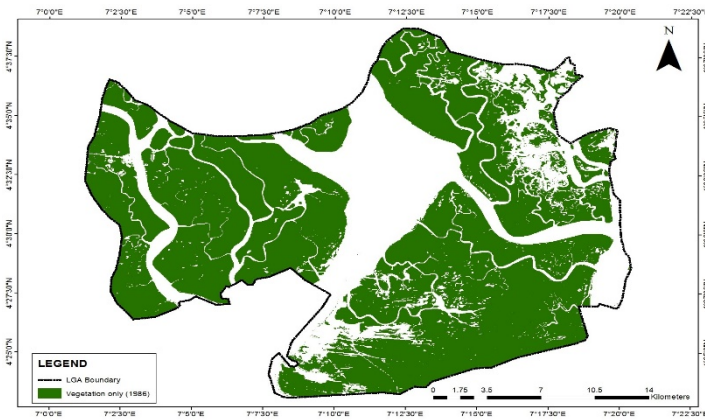 7°0'0"E 7°2'30"E 7°5'0"E 7°7'30"E 7°10'0"E 7°12'30"E 7°15'0"E 7°17'30"E 7°20'0"E 7°22'30"E
N
4°37'30"N
4°35'0"N
4°32'30"N
4°30'0"N
4°27'30"N
4°25'0"N
LEGEND
LGA Boundary
Vegetation only (1986)
0 1.75 3.5 7 10.5 14
Kilometers
7°0'0"E 7°2'30"E 7°5'0"E 7°7'30"E 7°10'0"E 7°12'30"E 7°15'0"E 7°17'30"E 7°20'0"E 7°22'30"E